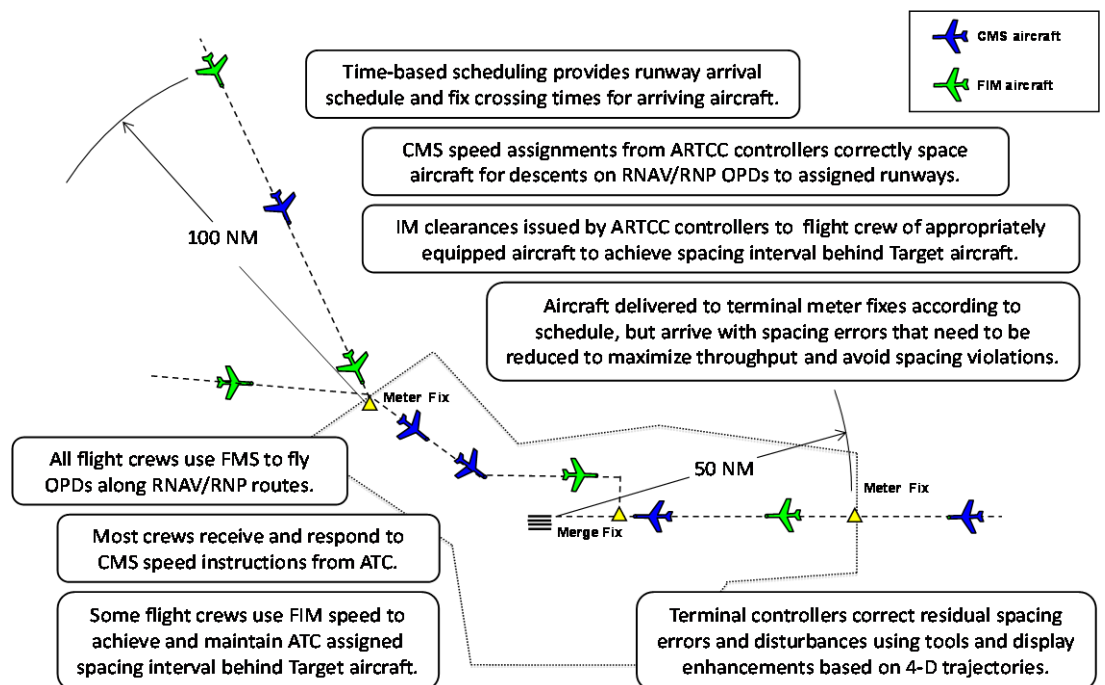 CMS aircraft
FIM aircraft
Time-based scheduling provides runway arrival
schedule and fix crossing times for arriving aircraft.
CMS speed assignments from ARTCC controllers correctly space
aircraft for descents on RNAV/RNP OPDs to assigned runways.
100 NM
IM clearances issued by ARTCC controllers to flight crew of appropriately
equipped aircraft to achieve spacing interval behind Target aircraft.
Aircraft delivered to terminal meter fixes according to
schedule, but arrive with spacing errors that need to be
reduced to maximize throughput and avoid spacing violations.
Meter Fix
All flight crews use FMS to fly
OPDs along RNAV/RNP routes.
50 NM
Meter Fix
Merge Fix
Most crews receive and respond to
CMS speed instructions from ATC.
Some flight crews use FIM speed to
achieve and maintain ATC assigned
spacing interval behind Target aircraft.
Terminal controllers correct residual spacing
errors and disturbances using tools and display
enhancements based on 4-D trajectories.